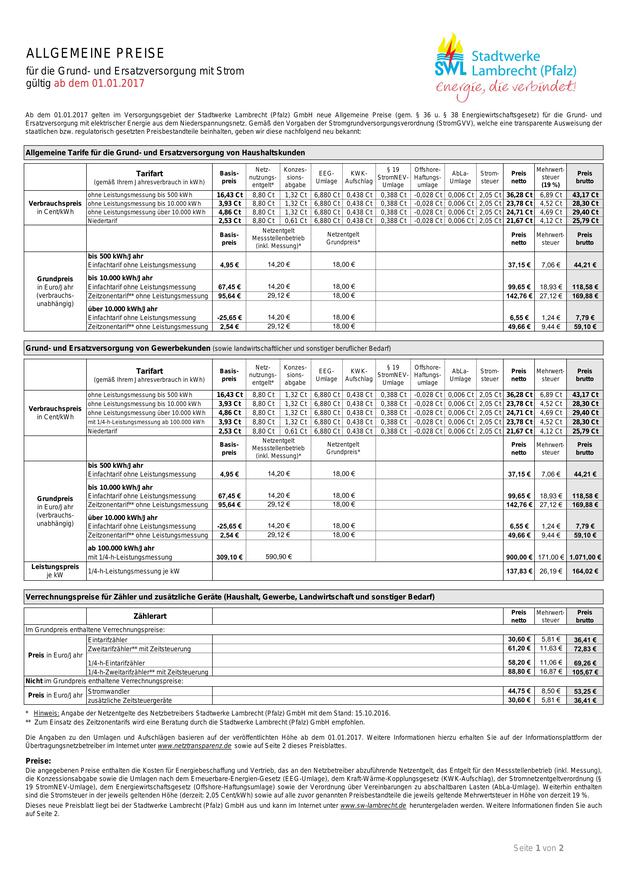 ALLGEMEINE PREISE
für die Grund- und Ersatzversorgung mit Strom
gültig ab dem 01.01.2017
Stadtwerke
SWL Lambrecht (Pfalz)
energie, die verbindet!
Ab dem 01.01.2017 gelten im Versorgungsgebiet der Stadtwerke Lambrecht (Pfalz) GmbH neue Allgemeine Preise (gem. § 36 u. § 38 Energiewirtschaftsgesetz) für die Grund- und
Ersatzversorgung mit elektrischer Energie aus dem Niederspannungsnetz. Gemäß den Vorgaben der Stromgrundversorgungsverordnung (StromGVV), welche eine transparente Ausweisung der
staatlichen bzw. regulatorisch gesetzten Preisbestandteile beinhalten, geben wir diese nachfolgend neu bekannt:
Allgemeine Tarife für die Grund- und Ersatzversorgung von Haushaltskunden
Tarifart (gemäß Ihrem Jahresverbrauch in kWh) Basis-preis Netz-nutzungs-entgelt* Konzes-sions-abgabe EEG-Umlage KWK-Aufschlag § 19 StromNEV-Umlage Offshore-Haftungs-umlage AbLa-Umlage Strom-steuer Preis netto Mehrwert-steuer (19 %) Preis brutto
Verbrauchspreis in Cent/kWh
ohne Leistungsmessung bis 500 kWh 16,43 Ct 8,80 Ct 1,32 Ct 6,880 Ct 0,438 Ct 0,388 Ct -0,028 Ct 0,006 Ct 2,05 Ct 36,28 Ct 6,89 Ct 43,17 Ct
ohne Leistungsmessung bis 10.000 kWh 3,93 Ct 8,80 Ct 1,32 Ct 6,880 Ct 0,438 Ct 0,388 Ct -0,028 Ct 0,006 Ct 2,05 Ct 23,78 Ct 4,52 Ct 28,30 Ct
ohne Leistungsmessung über 10.000 kWh 4,86 Ct 8,80 Ct 1,32 Ct 6,880 Ct 0,438 Ct 0,388 Ct -0,028 Ct 0,006 Ct 2,05 Ct 24,71 Ct 4,69 Ct 29,40 Ct
Niedertarif 2,53 Ct 8,80 Ct 0,61 Ct 6,880 Ct 0,438 Ct 0,388 Ct -0,028 Ct 0,006 Ct 2,05 Ct 21,67 Ct 4,12 Ct 25,79 Ct
Basis-preis Netzentgelt Messstellenbetrieb (inkl. Messung)* Netzentgelt Grundpreis* Preis netto Mehrwert-steuer Preis brutto
Grundpreis in Euro/Jahr (verbrauchs-unabhängig)
bis 500 kWh/Jahr
Einfachtarif ohne Leistungsmessung 4,95 € 14,20 € 18,00 € 37,15 € 7,06 € 44,21 €
bis 10.000 kWh/Jahr
Einfachtarif ohne Leistungsmessung 67,45 € 14,20 € 18,00 € 99,65 € 18,93 € 118,58 €
Zeitzonentarif** ohne Leistungsmessung 95,64 € 29,12 € 18,00 € 142,76 € 27,12 € 169,88 €
über 10.000 kWh/Jahr
Einfachtarif ohne Leistungsmessung -25,65 € 14,20 € 18,00 € 6,55 € 1,24 € 7,79 €
Zeitzonentarif** ohne Leistungsmessung 2,54 € 29,12 € 18,00 € 49,66 € 9,44 € 59,10 €
Grund- und Ersatzversorgung von Gewerbekunden (sowie landwirtschaftlicher und sonstiger beruflicher Bedarf)
Tarifart (gemäß Ihrem Jahresverbrauch in kWh) Basis-preis Netz-nutzungs-entgelt* Konzes-sions-abgabe EEG-Umlage KWK-Aufschlag § 19 StromNEV-Umlage Offshore-Haftungs-umlage AbLa-Umlage Strom-steuer Preis netto Mehrwert-steuer Preis brutto
Verbrauchspreis in Cent/kWh
ohne Leistungsmessung bis 500 kWh 16,43 Ct 8,80 Ct 1,32 Ct 6,880 Ct 0,438 Ct 0,388 Ct -0,028 Ct 0,006 Ct 2,05 Ct 36,28 Ct 6,89 Ct 43,17 Ct
ohne Leistungsmessung bis 10.000 kWh 3,93 Ct 8,80 Ct 1,32 Ct 6,880 Ct 0,438 Ct 0,388 Ct -0,028 Ct 0,006 Ct 2,05 Ct 23,78 Ct 4,52 Ct 28,30 Ct
ohne Leistungsmessung über 10.000 kWh 4,86 Ct 8,80 Ct 1,32 Ct 6,880 Ct 0,438 Ct 0,388 Ct -0,028 Ct 0,006 Ct 2,05 Ct 24,71 Ct 4,69 Ct 29,40 Ct
mit 1/4-h-Leistungsmessung ab 100.000 kWh 3,93 Ct 8,80 Ct 1,32 Ct 6,880 Ct 0,438 Ct 0,388 Ct -0,028 Ct 0,006 Ct 2,05 Ct 23,78 Ct 4,52 Ct 28,30 Ct
Niedertarif 2,53 Ct 8,80 Ct 0,61 Ct 6,880 Ct 0,438 Ct 0,388 Ct -0,028 Ct 0,006 Ct 2,05 Ct 21,67 Ct 4,12 Ct 25,79 Ct
Basis-preis Netzentgelt Messstellenbetrieb (inkl. Messung)* Netzentgelt Grundpreis* Preis netto Mehrwert-steuer Preis brutto
Grundpreis in Euro/Jahr (verbrauchs-unabhängig)
bis 500 kWh/Jahr
Einfachtarif ohne Leistungsmessung 4,95 € 14,20 € 18,00 € 37,15 € 7,06 € 44,21 €
bis 10.000 kWh/Jahr
Einfachtarif ohne Leistungsmessung 67,45 € 14,20 € 18,00 € 99,65 € 18,93 € 118,58 €
Zeitzonentarif** ohne Leistungsmessung 95,64 € 29,12 € 18,00 € 142,76 € 27,12 € 169,88 €
über 10.000 kWh/Jahr
Einfachtarif ohne Leistungsmessung -25,65 € 14,20 € 18,00 € 6,55 € 1,24 € 7,79 €
Zeitzonentarif** ohne Leistungsmessung 2,54 € 29,12 € 18,00 € 49,66 € 9,44 € 59,10 €
ab 100.000 kWh/Jahr
mit 1/4-h-Leistungsmessung 309,10 € 590,90 € 900,00 € 171,00 € 1.071,00 €
Leistungspreis je kW 1/4-h-Leistungsmessung je kW 137,83 € 26,19 € 164,02 €
Verrechnungspreise für Zähler und zusätzliche Geräte (Haushalt, Gewerbe, Landwirtschaft und sonstiger Bedarf)
Zählerart Preis netto Mehrwert-steuer Preis brutto
Im Grundpreis enthaltene Verrechnungspreise:
Preis in Euro/Jahr
Eintarifzähler 30,60 € 5,81 € 36,41 €
Zweitarifzähler** mit Zeitsteuerung 61,20 € 11,63 € 72,83 €
1/4-h-Eintarifzähler 58,20 € 11,06 € 69,26 €
1/4-h-Zweitarifzähler** mit Zeitsteuerung 88,80 € 16,87 € 105,67 €
Nicht im Grundpreis enthaltene Verrechnungspreise:
Preis in Euro/Jahr
Stromwandler 44,75 € 8,50 € 53,25 €
zusätzliche Zeitsteuergeräte 30,60 € 5,81 € 36,41 €
* Hinweis: Angabe der Netzentgelte des Netzbetreibers Stadtwerke Lambrecht (Pfalz) GmbH mit dem Stand: 15.10.2016.
** Zum Einsatz des Zeitzonentarifs wird eine Beratung durch die Stadtwerke Lambrecht (Pfalz) GmbH empfohlen.
Die Angaben zu den Umlagen und Aufschlägen basieren auf der veröffentlichten Höhe ab dem 01.01.2017. Weitere Informationen hierzu erhalten Sie auf der Informationsplattform der
Übertragungsnetzbetreiber im Internet unter www.netztransparenz.de sowie auf Seite 2 dieses Preisblattes.
Preise:
Die angegebenen Preise enthalten die Kosten für Energiebeschaffung und Vertrieb, das an den Netzbetreiber abzuführende Netzentgelt, das Entgelt für den Messstellenbetrieb (inkl. Messung),
die Konzessionsabgabe sowie die Umlagen nach dem Erneuerbare-Energien-Gesetz (EEG-Umlage), dem Kraft-Wärme-Kopplungsgesetz (KWK-Aufschlag), der Stromnetzentgeltverordnung (§
19 StromNEV-Umlage), dem Energiewirtschaftsgesetz (Offshore-Haftungsumlage) sowie der Verordnung über Vereinbarungen zu abschaltbaren Lasten (AbLa-Umlage). Weiterhin enthalten
sind die Stromsteuer in der jeweils geltenden Höhe (derzeit: 2,05 Cent/kWh) sowie auf alle zuvor genannten Preisbestandteile die jeweils geltende Mehrwertsteuer in Höhe von derzeit 19 %.
Dieses neue Preisblatt liegt bei der Stadtwerke Lambrecht (Pfalz) GmbH aus und kann im Internet unter www.sw-lambrecht.de heruntergeladen werden. Weitere Informationen finden Sie auch
auf Seite 2.
Seite 1 von 2